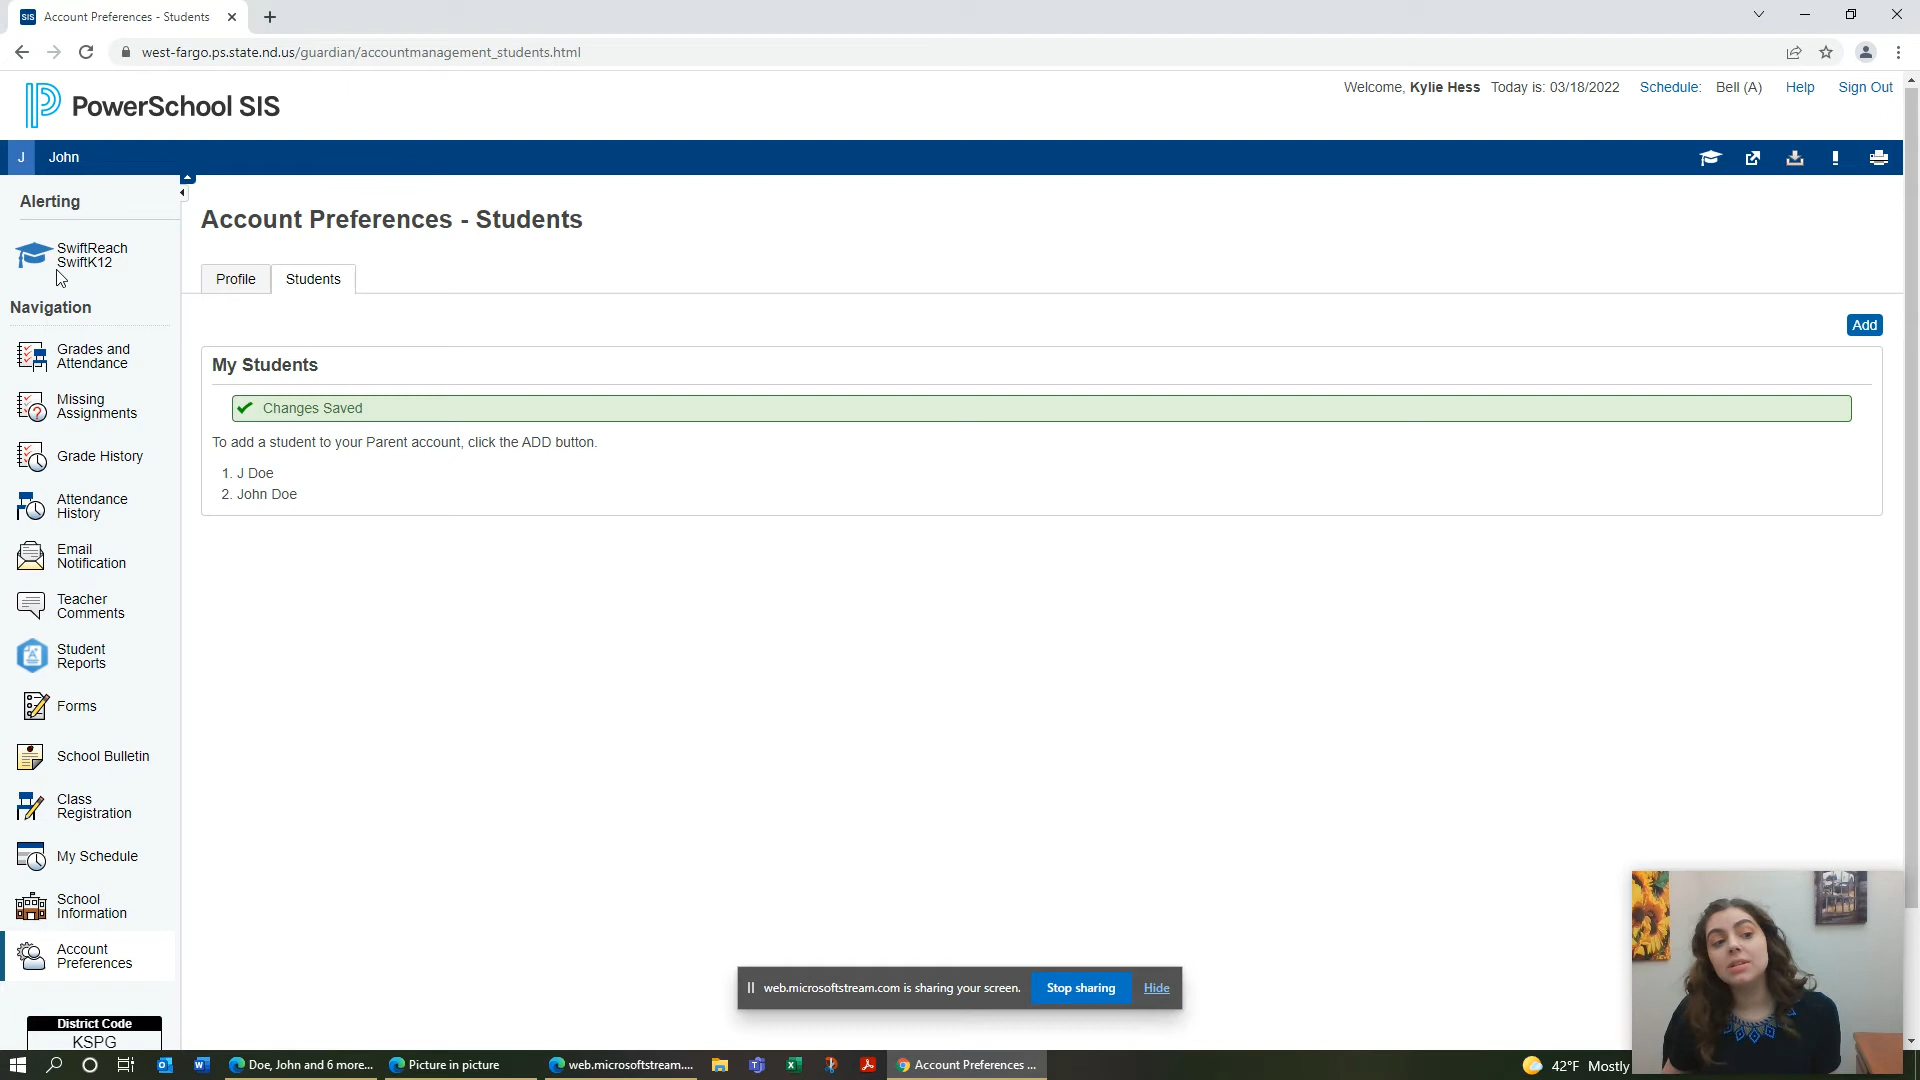 SIS Account Preferences - Students
west-fargo.ps.state.nd.us/guardian/accountmanagement_students.html
PowerSchool SIS
Welcome, Kylie Hess Today is: 03/18/2022 Schedule: Bell (A) Help Sign Out
J John
Alerting
SwiftReach
SwiftK12
Navigation
Grades and
Attendance
Missing
Assignments
Grade History
Attendance
History
Email
Notification
Teacher
Comments
Student
Reports
Forms
School Bulletin
Class
Registration
My Schedule
School
Information
Account
Preferences
District Code
KSPG
Account Preferences - Students
Profile Students
Add
My Students
Changes Saved
To add a student to your Parent account, click the ADD button.
1. J Doe
2. John Doe
web.microsoftstream.com is sharing your screen. Stop sharing Hide
Doe, John and 6 more... Picture in picture web.microsoftstream.... Account Preferences ... 42°F Mostly